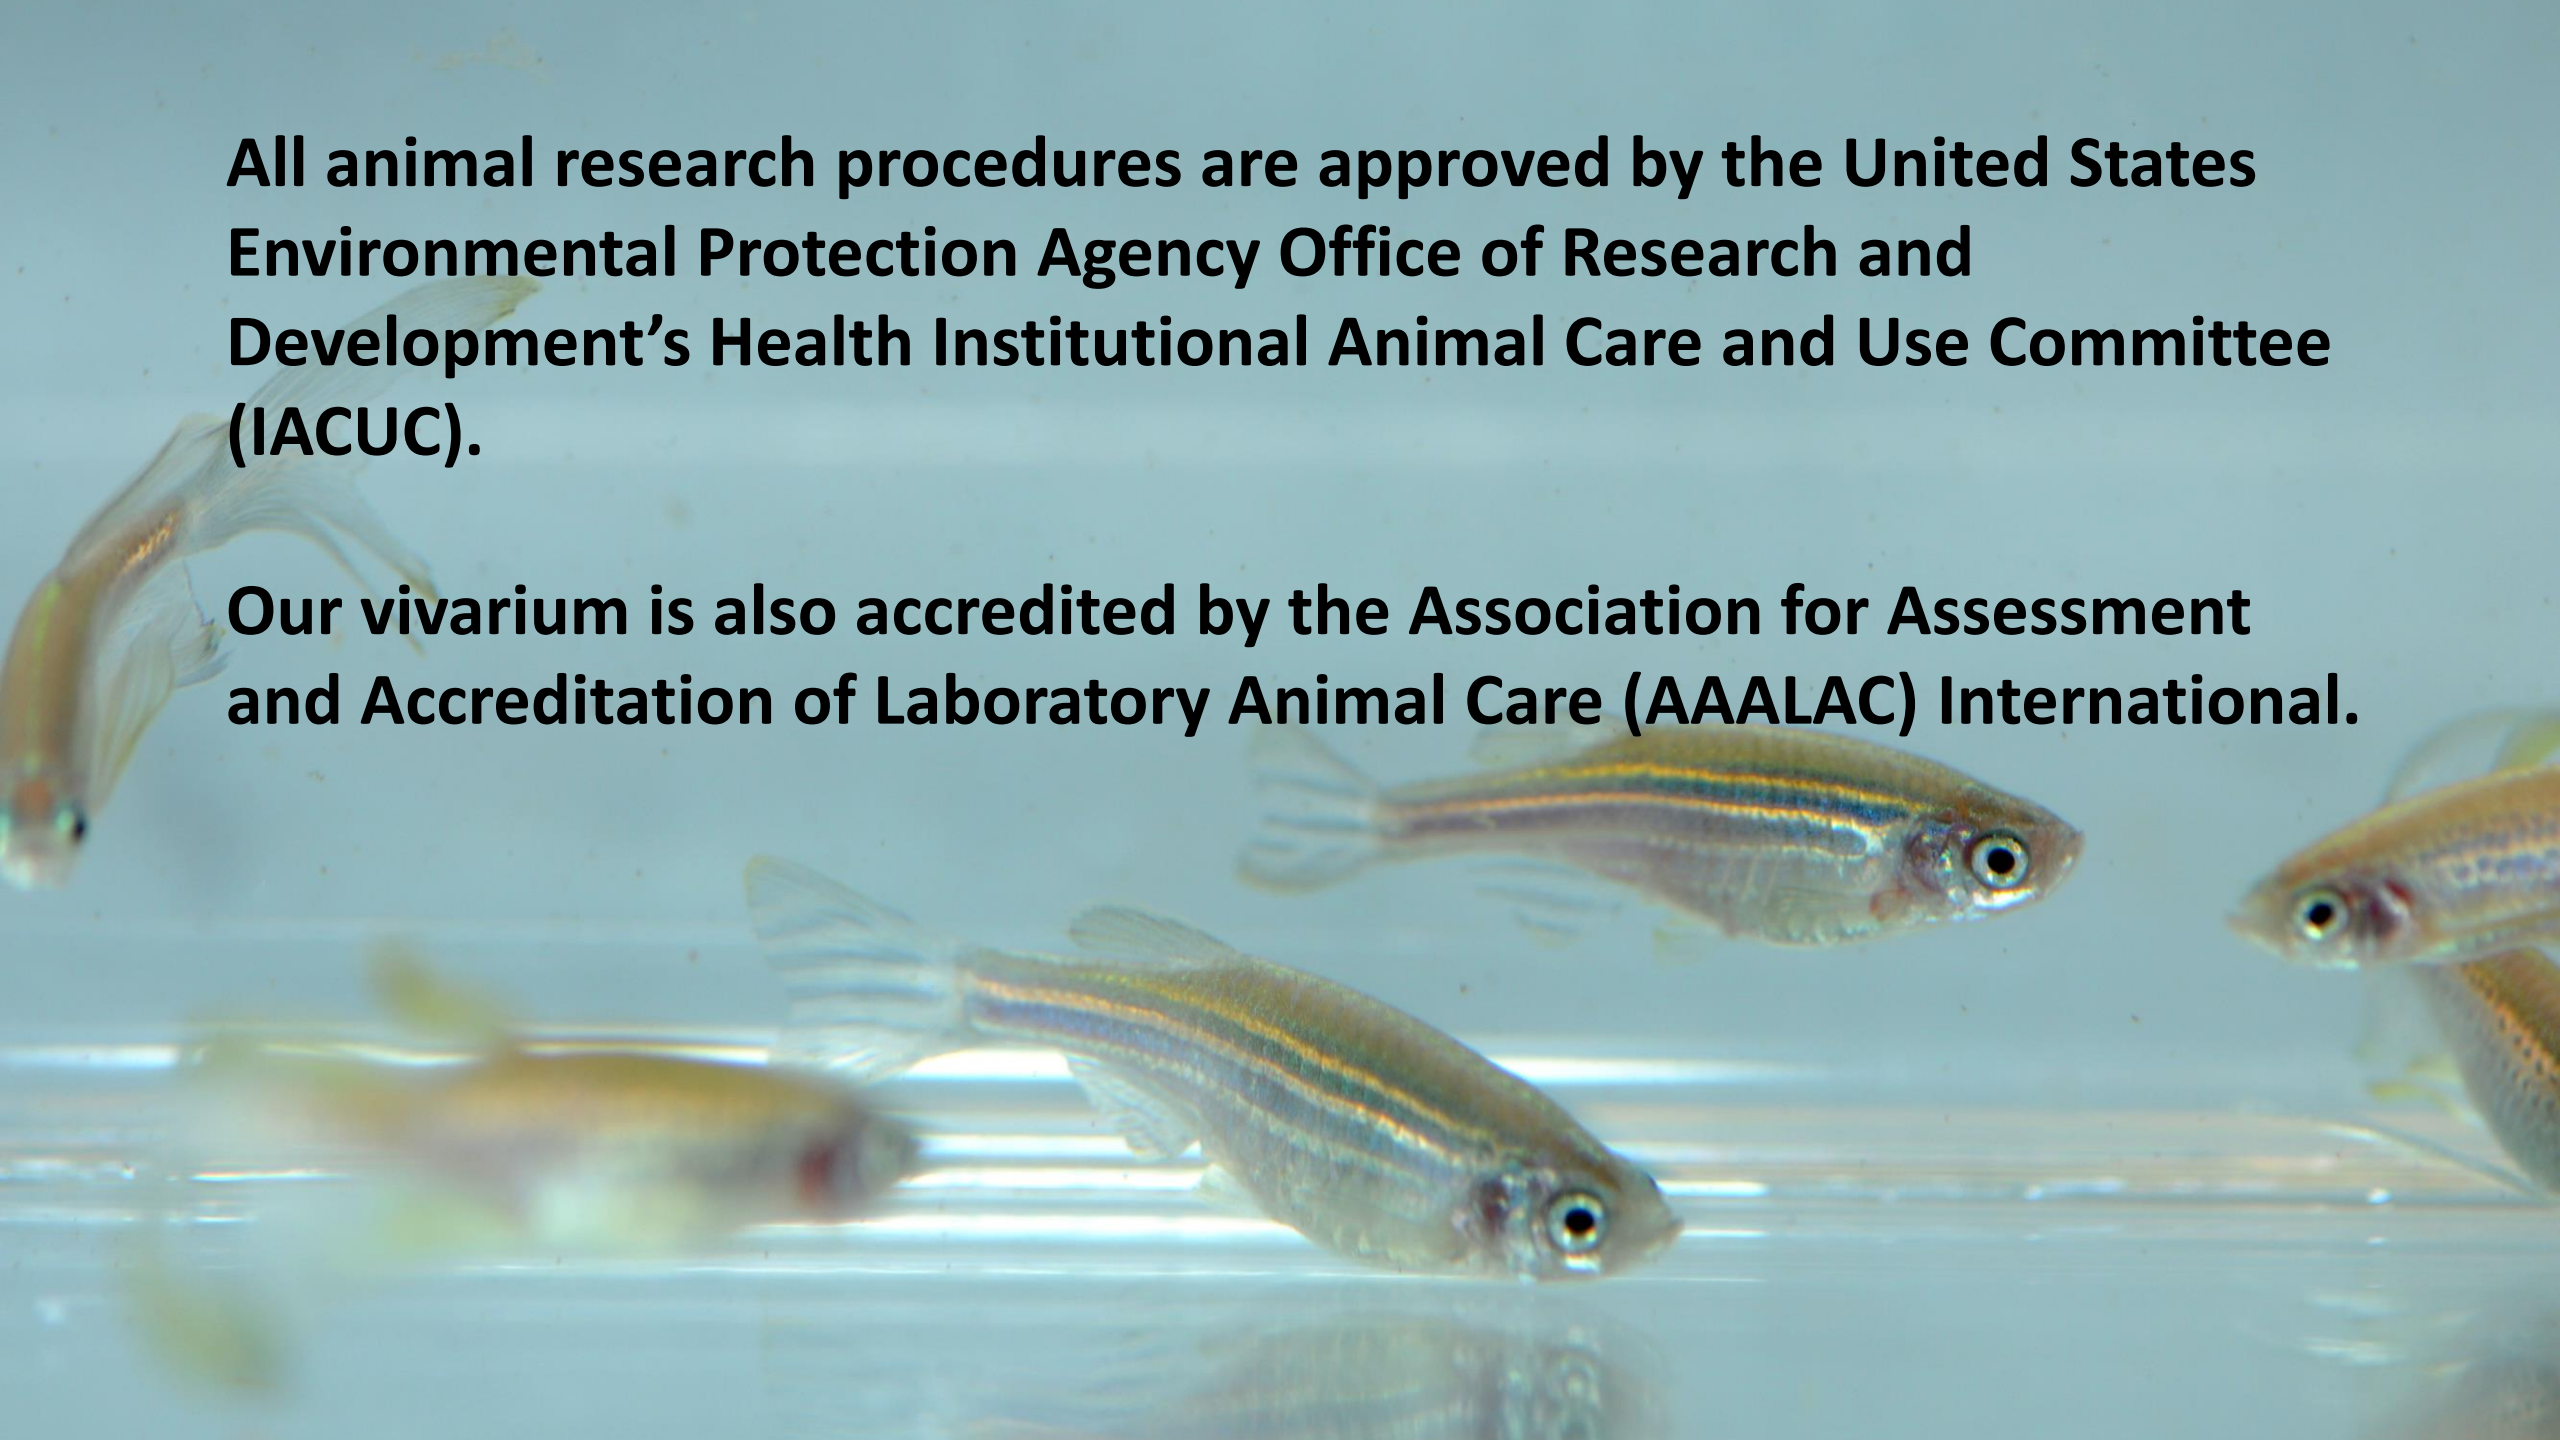 All animal research procedures are approved by the United States
Environmental Protection Agency Office of Research and
Development’s Health Institutional Animal Care and Use Committee
(IACUC).
Our vivarium is also accredited by the Association for Assessment
and Accreditation of Laboratory Animal Care (AAALAC) International.